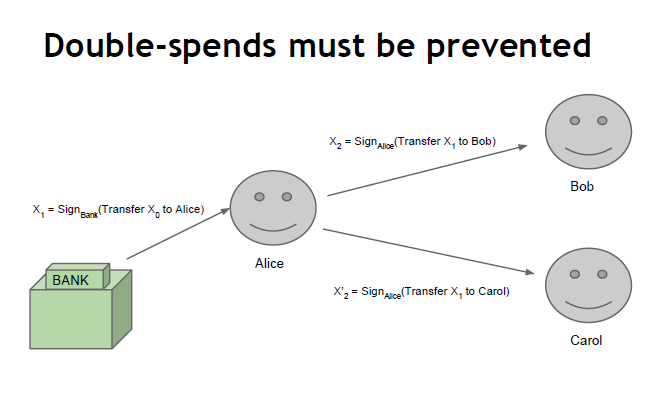 Double-spends must be prevented
X₂ = Sign_Alice(Transfer X₁ to Bob)
Bob
X₁ = Sign_Bank(Transfer X₀ to Alice)
Alice
BANK
X'₂ = Sign_Alice(Transfer X₁ to Carol)
Carol